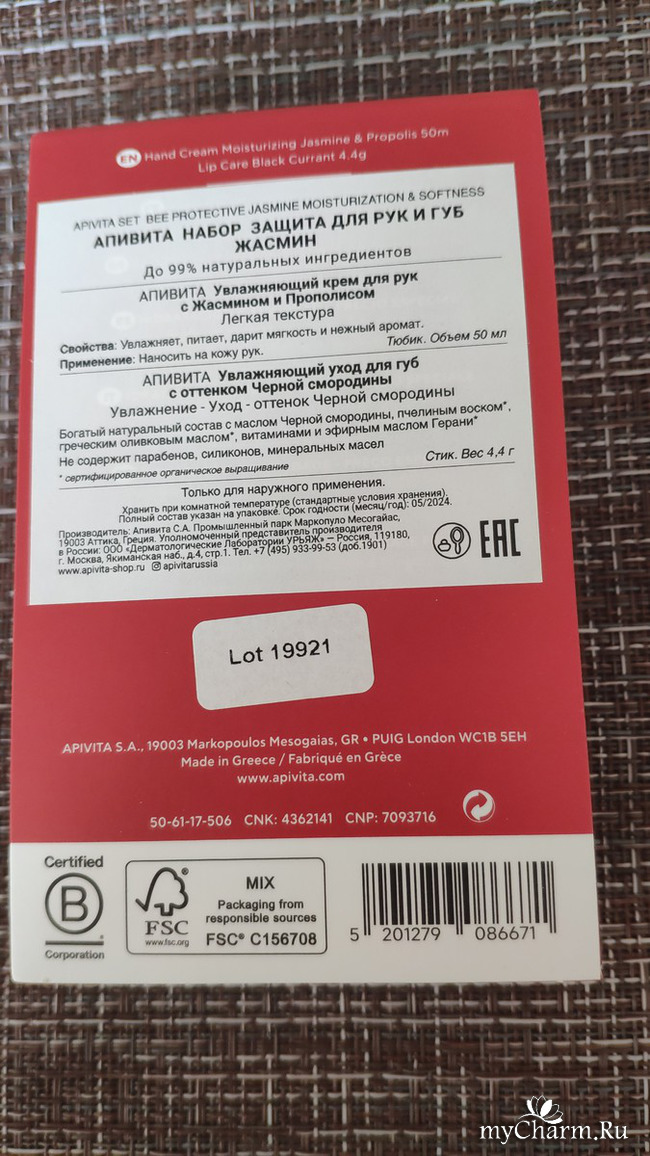 EN Hand Cream Moisturizing Jasmine & Propolis 50m
Lip Care Black Currant 4.4g
APIVITA SET BEE PROTECTIVE JASMINE MOISTURIZATION & SOFTNESS
АПИВИТА НАБОР ЗАЩИТА ДЛЯ РУК И ГУБ
ЖАСМИН
До 99% натуральных ингредиентов
АПИВИТА Увлажняющий крем для рук
с Жасмином и Прополисом
Легкая текстура
Свойства: Увлажняет, питает, дарит мягкость и нежный аромат.
Применение: Наносить на кожу рук.
Тюбик. Объем 50 мл
АПИВИТА Увлажняющий уход для губ
с оттенком Черной смородины
Увлажнение - Уход - оттенок Черной смородины
Богатый натуральный состав с маслом Черной смородины, пчелиным воском*,
греческим оливковым маслом*, витаминами и эфирным маслом Герани*
Не содержит парабенов, силиконов, минеральных масел
* сертифицированное органическое выращивание
Стик. Вес 4,4 г
Только для наружного применения.
Хранить при комнатной температуре (стандартные условия хранения).
Полный состав указан на упаковке. Срок годности (месяц/год): 05/2024.
Производитель: Апивита С.А. Промышленный парк Маркопуло Месогайас,
19003 Аттика, Греция. Уполномоченный представитель производителя
в России: ООО «Дерматологические Лаборатории УРЬЯЖ» – Россия, 119180,
г. Москва, Якиманская наб., д.4, стр.1. Тел. +7 (495) 933-99-53 (доб.1901)
www.apivita-shop.ru apivitarussia
EAC
Lot 19921
APIVITA S.A., 19003 Markopoulos Mesogaias, GR • PUIG London WC1B 5EH
Made in Greece / Fabriqué en Grèce
www.apivita.com
50-61-17-506 CNK: 4362141 CNP: 7093716
Certified
B
Corporation
FSC
www.fsc.org
MIX
Packaging from
responsible sources
FSC® C156708
5 201279 086671
myCharm.Ru